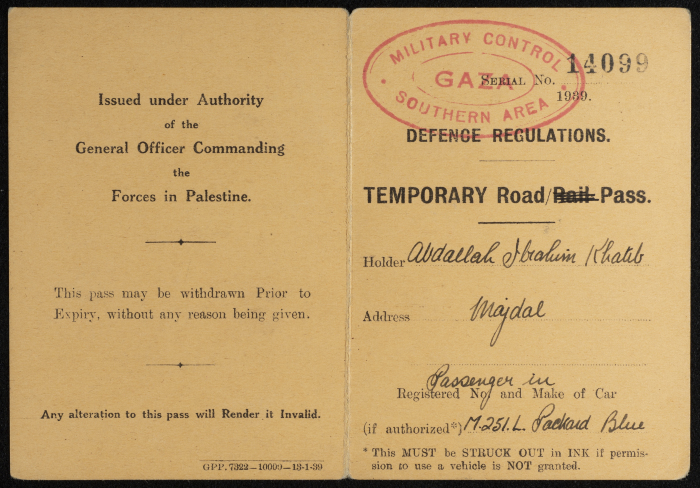 Issued under Authority
of the
General Officer Commanding
the
Forces in Palestine.
This pass may be withdrawn Prior to
Expiry, without any reason being given.
Any alteration to this pass will Render it Invalid.
GPP. 7322—10009—13-1-39
MILITARY CONTROL
GAZA
SOUTHERN AREA
Serial No. 14099
1939.
DEFENCE REGULATIONS.
TEMPORARY Road/Rail Pass.
Holder Abdallah Ibrahim Khatib
Address Majdal
Passenger in
Registered No. and Make of Car
(if authorized*) M.251.L. Packard Blue
* This MUST be STRUCK OUT in INK if permis-
sion to use a vehicle is NOT granted.